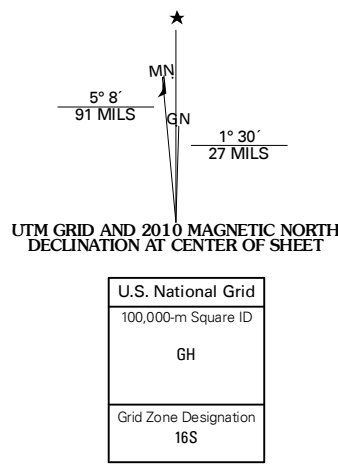 ★
MN
GN
5° 8´
91 MILS
1° 30´
27 MILS
UTM GRID AND 2010 MAGNETIC NORTH
DECLINATION AT CENTER OF SHEET
U.S. National Grid
100,000-m Square ID
GH
Grid Zone Designation
16S